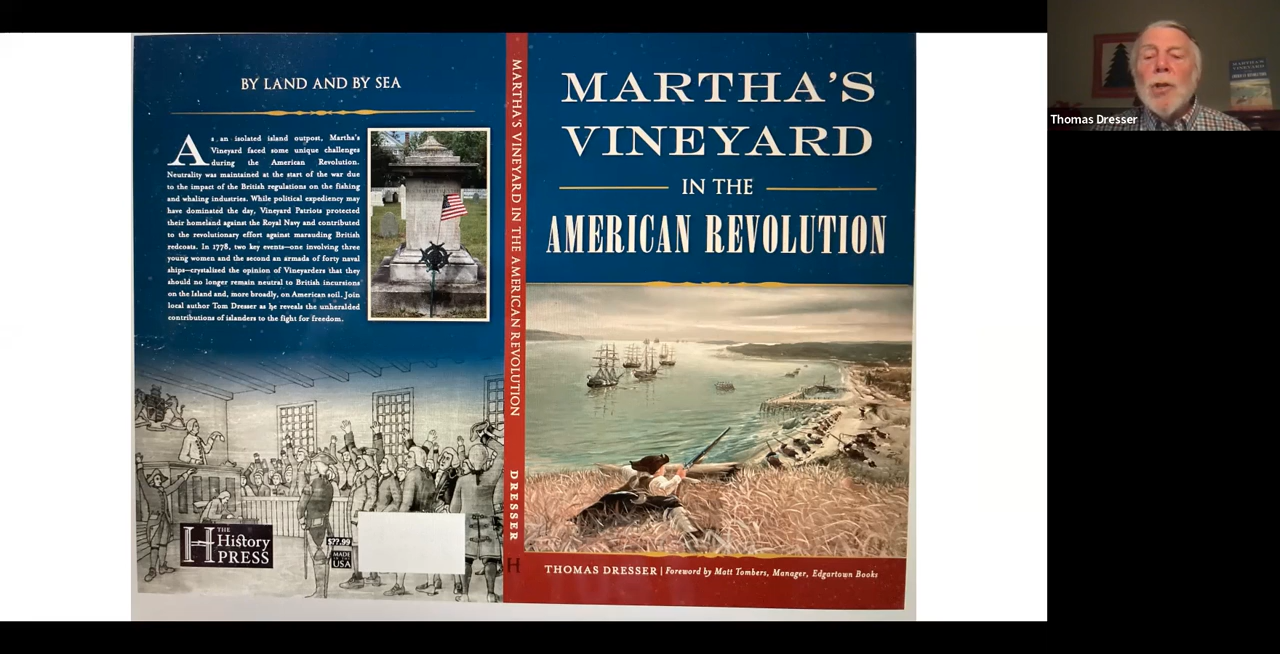 BY LAND AND BY SEA
As an isolated island outpost, Martha's
Vineyard faced some unique challenges
during the American Revolution.
Neutrality was maintained at the start of the war due
to the impact of the British regulations on the fishing
and whaling industries. While political expediency may
have dominated the day, Vineyard Patriots protected
their homeland against the Royal Navy and contributed
to the revolutionary effort against marauding British
redcoats. In 1778, two key events—one involving three
young women and the second an armada of forty naval
ships—crystalised the opinion of Vineyarders that they
should no longer remain neutral to British incursions
on the Island and, more broadly, on American soil. Join
local author Tom Dresser as he reveals the unheralded
contributions of islanders to the fight for freedom.
THE
History
PRESS
$??.99
MADE
IN THE
USA
MARTHA'S VINEYARD IN THE AMERICAN REVOLUTION
DRESSER
H
MARTHA'S
VINEYARD
IN THE
AMERICAN REVOLUTION
THOMAS DRESSER | Foreword by Matt Tombers, Manager, Edgartown Books
AMERICAN REVOLUTION
Thomas Dresser